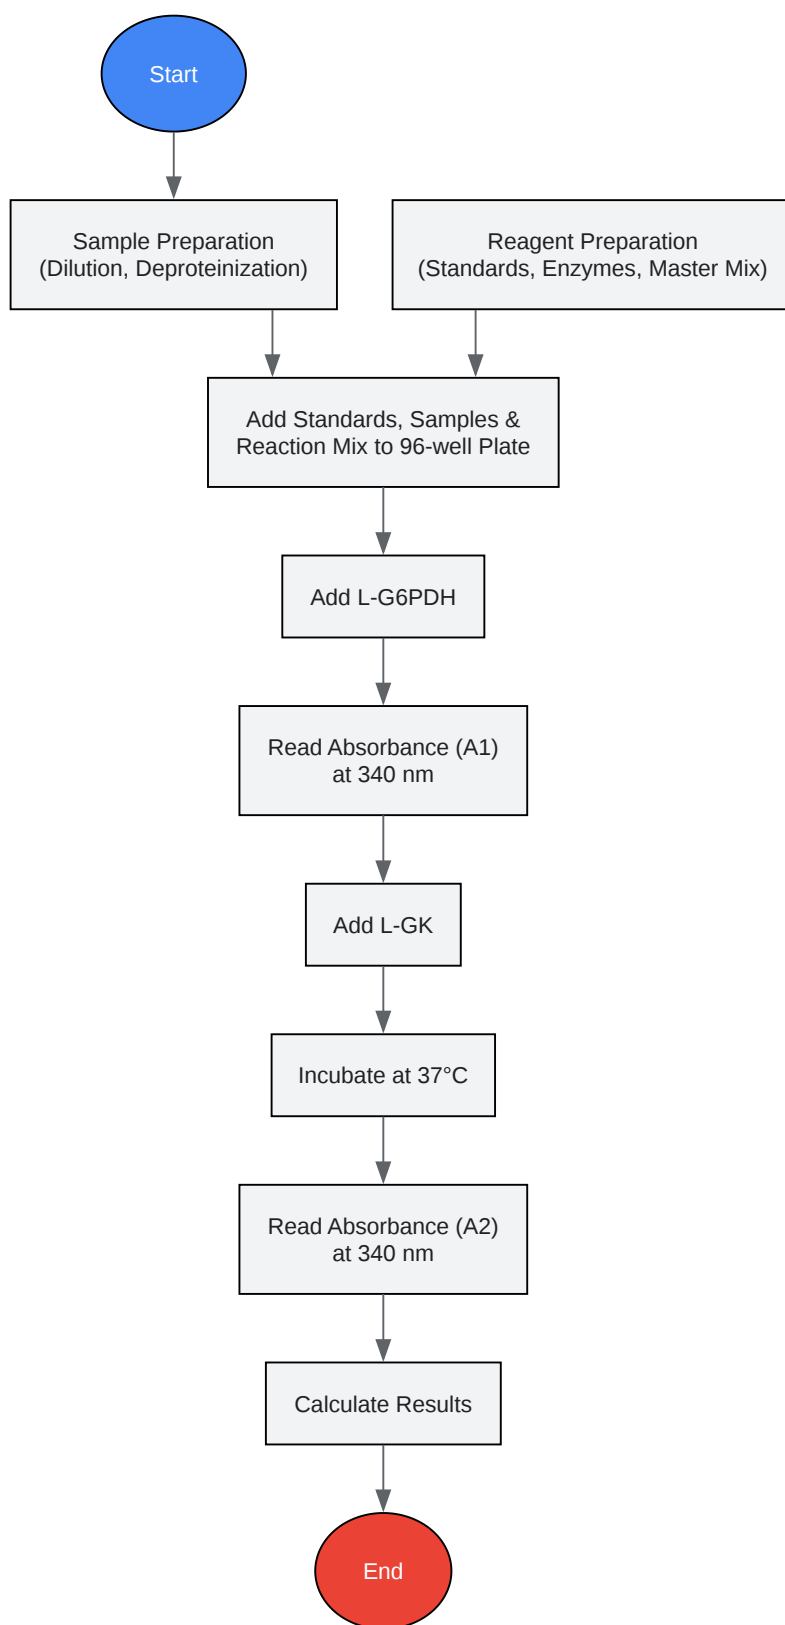 Start
Sample Preparation
(Dilution, Deproteinization)
Reagent Preparation
(Standards, Enzymes, Master Mix)
Add Standards, Samples &
Reaction Mix to 96-well Plate
Add L-G6PDH
Read Absorbance (A1)
at 340 nm
Add L-GK
Incubate at 37°C
Read Absorbance (A2)
at 340 nm
Calculate Results
End